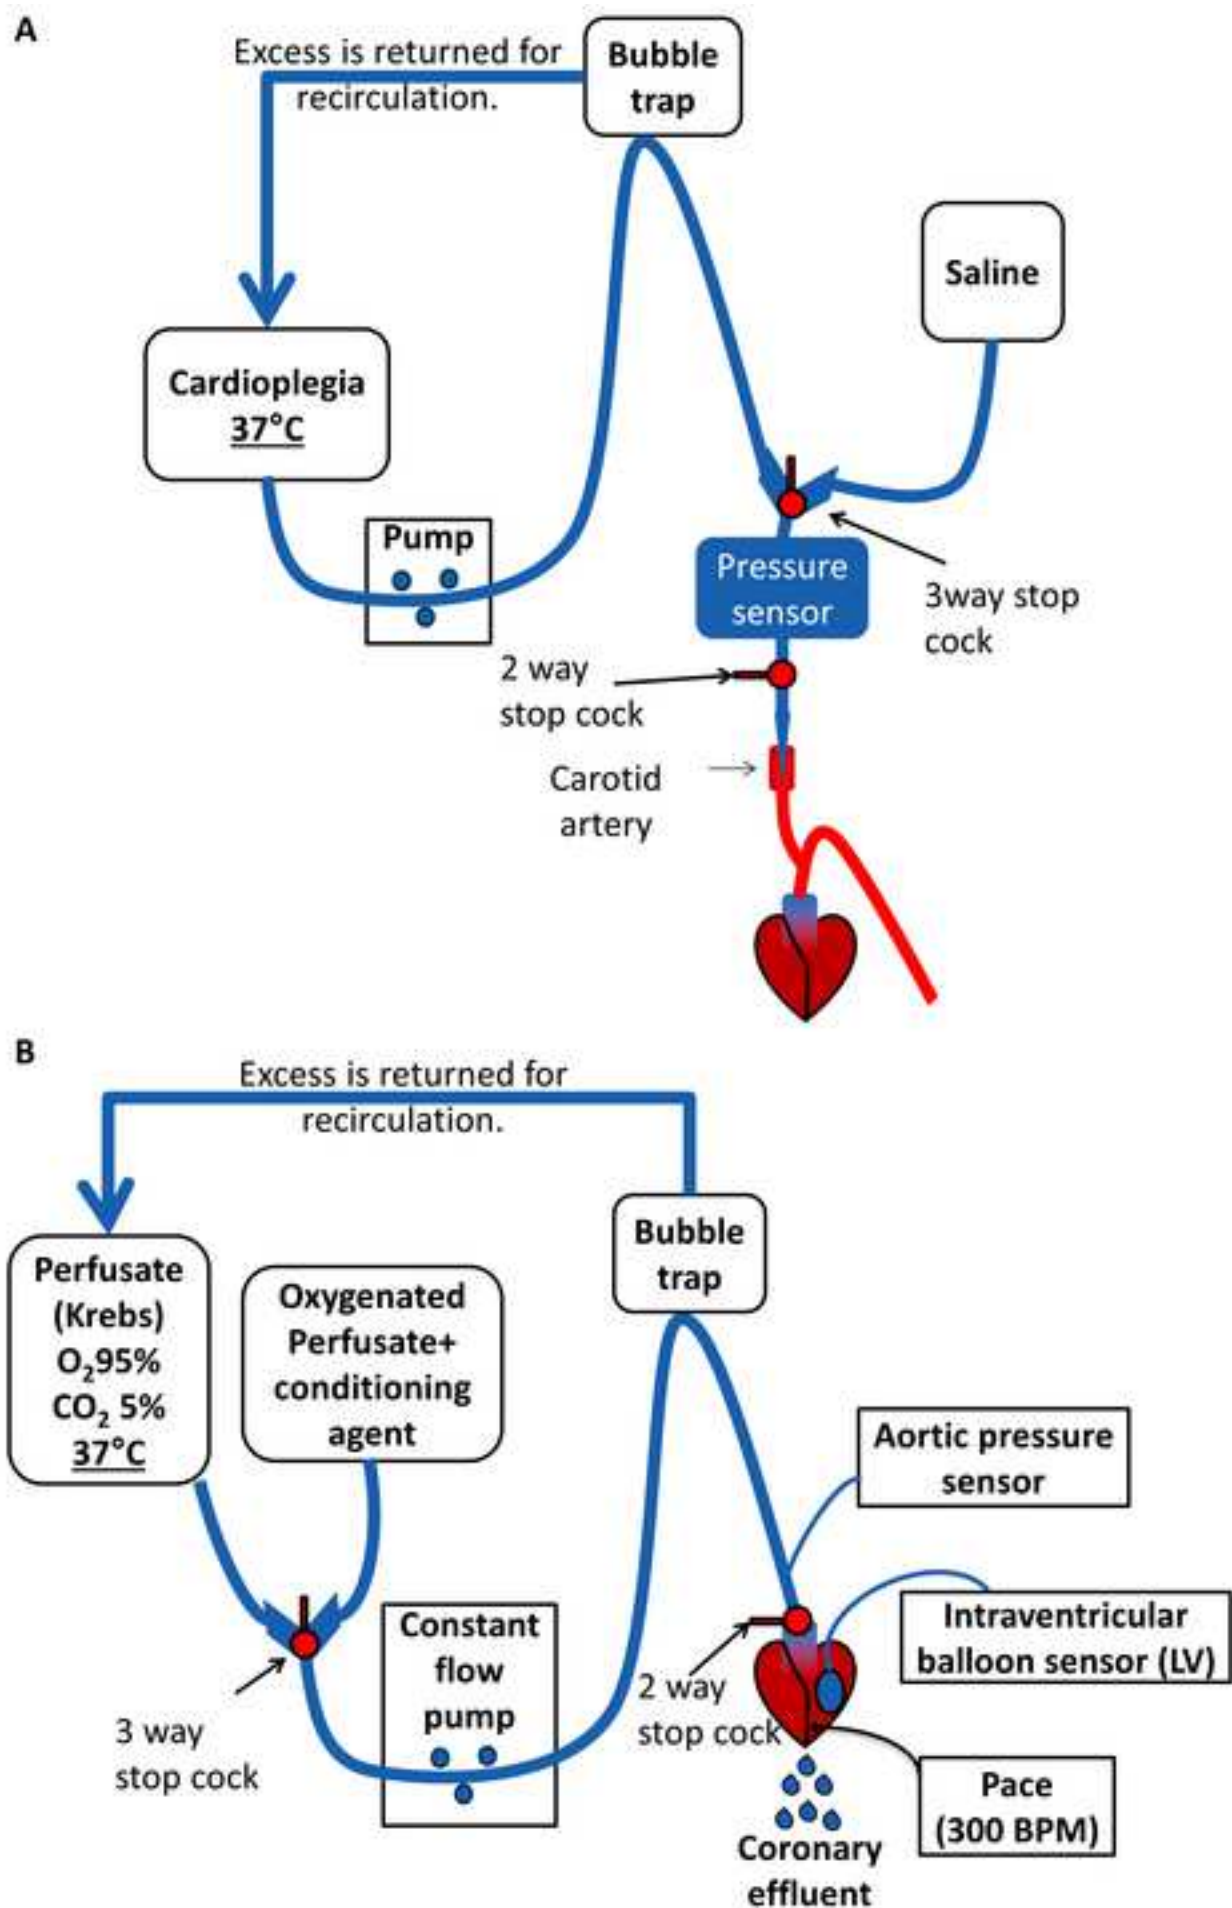 A
Excess is returned for
recirculation.
Bubble
trap
Saline
Cardioplegia
37°C
Pump
Pressure
sensor
3way stop
cock
2 way
stop cock
Carotid
artery
B
Excess is returned for
recirculation.
Bubble
trap
Perfusate
(Krebs)
O₂95%
CO₂ 5%
37°C
Oxygenated
Perfusate+
conditioning
agent
Aortic pressure
sensor
Intraventricular
balloon sensor (LV)
Constant
flow
pump
2 way
stop cock
3 way
stop cock
Pace
(300 BPM)
Coronary
effluent